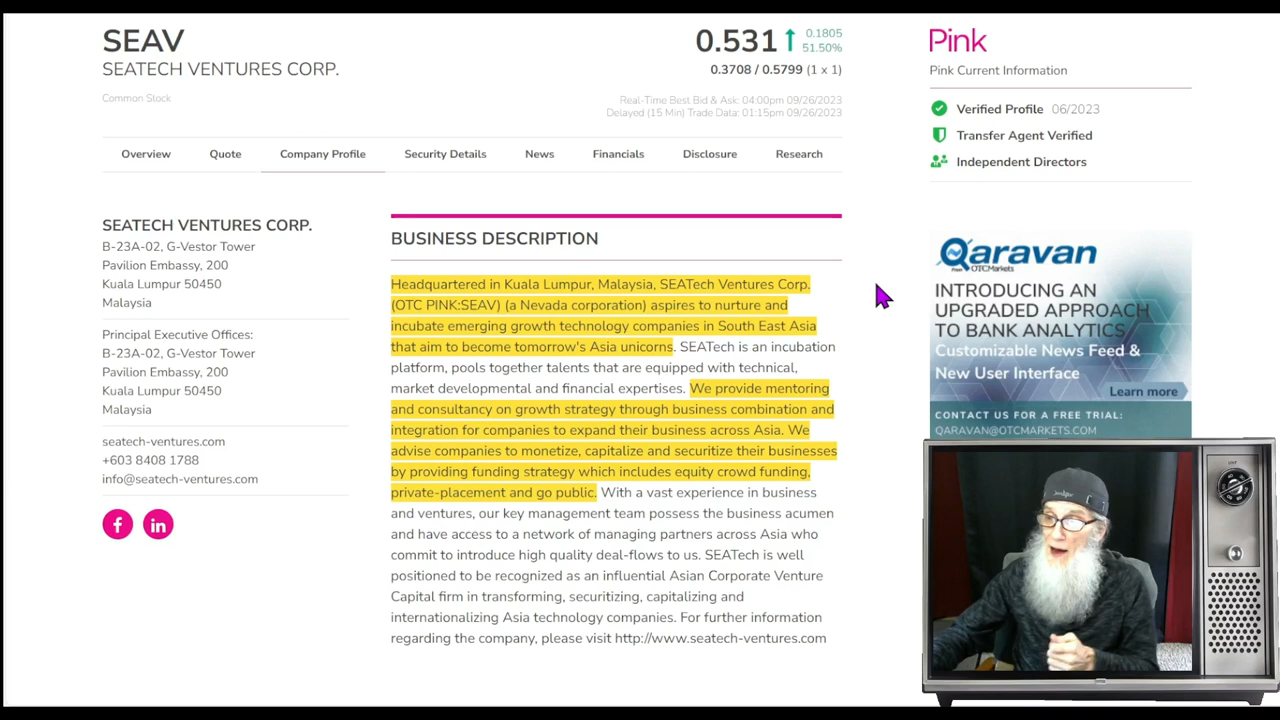 SEAV
SEATECH VENTURES CORP.
Common Stock
0.531
0.1805
51.50%
0.3708 / 0.5799 (1 x 1)
Real-Time Best Bid & Ask: 04:00pm 09/26/2023
Delayed (15 Min) Trade Data: 01:15pm 09/26/2023
Pink
Pink Current Information
Verified Profile 06/2023
Transfer Agent Verified
Independent Directors
Overview Quote Company Profile Security Details News Financials Disclosure Research
SEATECH VENTURES CORP.
B-23A-02, G-Vestor Tower
Pavilion Embassy, 200
Kuala Lumpur 50450
Malaysia
Principal Executive Offices:
B-23A-02, G-Vestor Tower
Pavilion Embassy, 200
Kuala Lumpur 50450
Malaysia
seatech-ventures.com
+603 8408 1788
info@seatech-ventures.com
f
in
BUSINESS DESCRIPTION
Headquartered in Kuala Lumpur, Malaysia, SEATech Ventures Corp.
(OTC PINK:SEAV) (a Nevada corporation) aspires to nurture and
incubate emerging growth technology companies in South East Asia
that aim to become tomorrow's Asia unicorns. SEATech is an incubation
platform, pools together talents that are equipped with technical,
market developmental and financial expertises. We provide mentoring
and consultancy on growth strategy through business combination and
integration for companies to expand their business across Asia. We
advise companies to monetize, capitalize and securitize their businesses
by providing funding strategy which includes equity crowd funding,
private-placement and go public. With a vast experience in business
and ventures, our key management team possess the business acumen
and have access to a network of managing partners across Asia who
commit to introduce high quality deal-flows to us. SEATech is well
positioned to be recognized as an influential Asian Corporate Venture
Capital firm in transforming, securitizing, capitalizing and
internationalizing Asia technology companies. For further information
regarding the company, please visit http://www.seatech-ventures.com
Qaravan
From OTCMarkets
INTRODUCING AN
UPGRADED APPROACH
TO BANK ANALYTICS
Customizable News Feed &
New User Interface
Learn more
CONTACT US FOR A FREE TRIAL:
QARAVAN@OTCMARKETS.COM